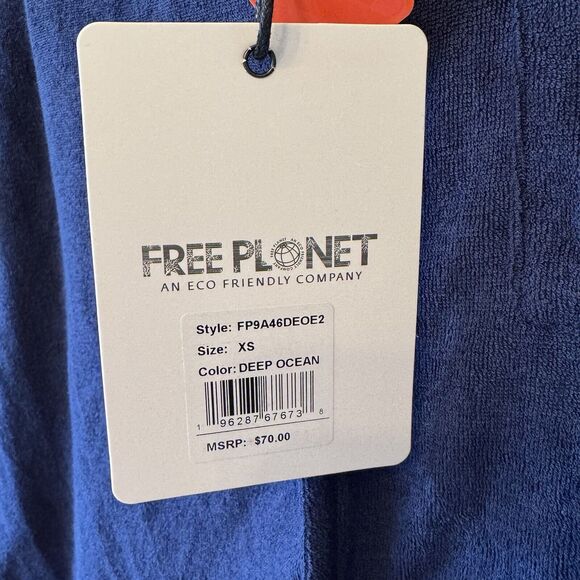 FREE PLANET
AN ECO FRIENDLY COMPANY
Style: FP9A46DEOE2
Size: XS
Color: DEEP OCEAN
1 96287 67673 8
MSRP: $70.00